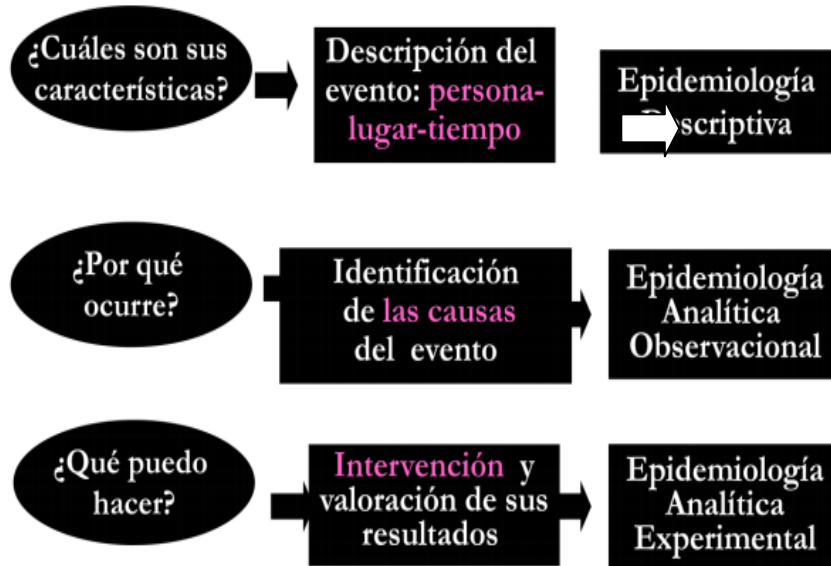 ¿Cuáles son sus
características?
Descripción del
evento: persona-
lugar-tiempo
Epidemiología
scriptiva
¿Por qué
ocurre?
Identificación
de las causas
del evento
Epidemiología
Analítica
Observacional
¿Qué puedo
hacer?
Intervención y
valoración de sus
resultados
Epidemiología
Analítica
Experimental